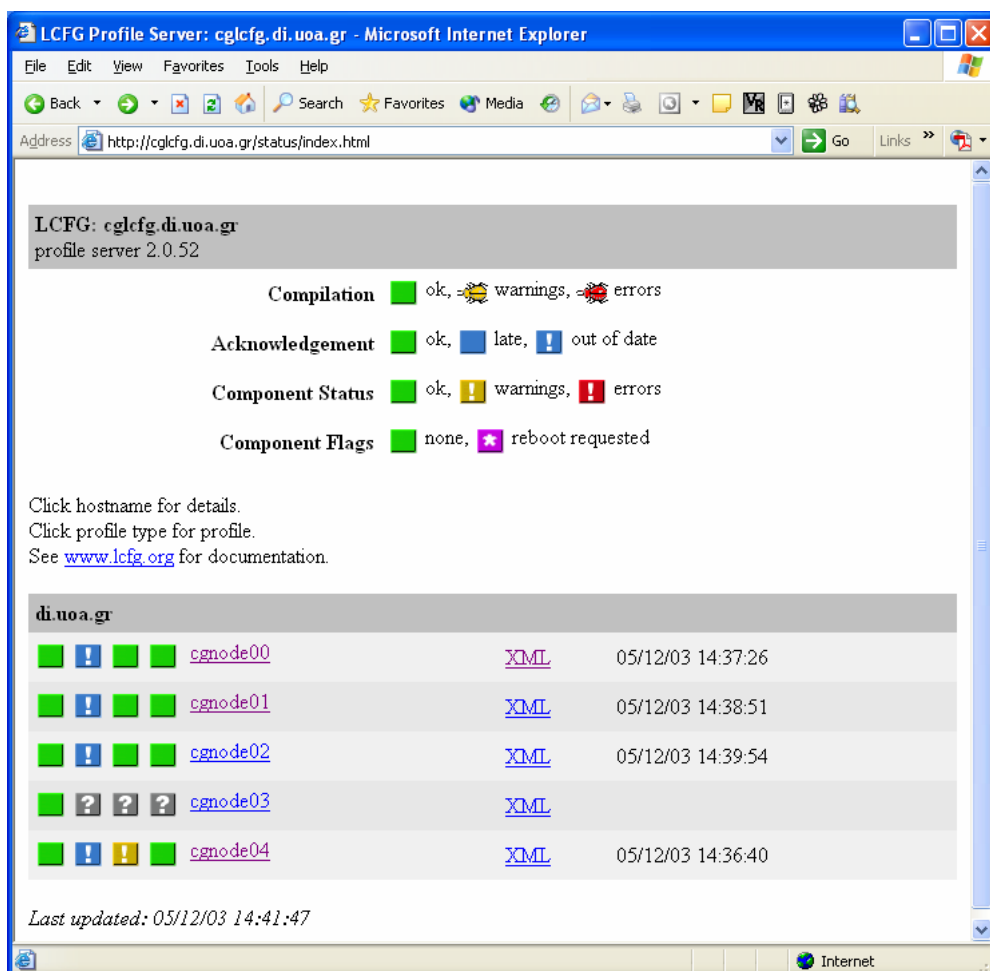 LCFG Profile Server: cglcfg.di.uoa.gr - Microsoft Internet Explorer
File Edit View Favorites Tools Help
Back Search Favorites Media
Address http://cglcfg.di.uoa.gr/status/index.html Go Links »
LCFG: cglcfg.di.uoa.gr
profile server 2.0.52
Compilation ok, warnings, errors
Acknowledgement ok, late, ! out of date
Component Status ok, ! warnings, ! errors
Component Flags none, * reboot requested
Click hostname for details.
Click profile type for profile.
See www.lcfg.org for documentation.
di.uoa.gr
! cgnode00 XML 05/12/03 14:37:26
! cgnode01 XML 05/12/03 14:38:51
! cgnode02 XML 05/12/03 14:39:54
? ? ? cgnode03 XML
! ! cgnode04 XML 05/12/03 14:36:40
Last updated: 05/12/03 14:41:47
Internet